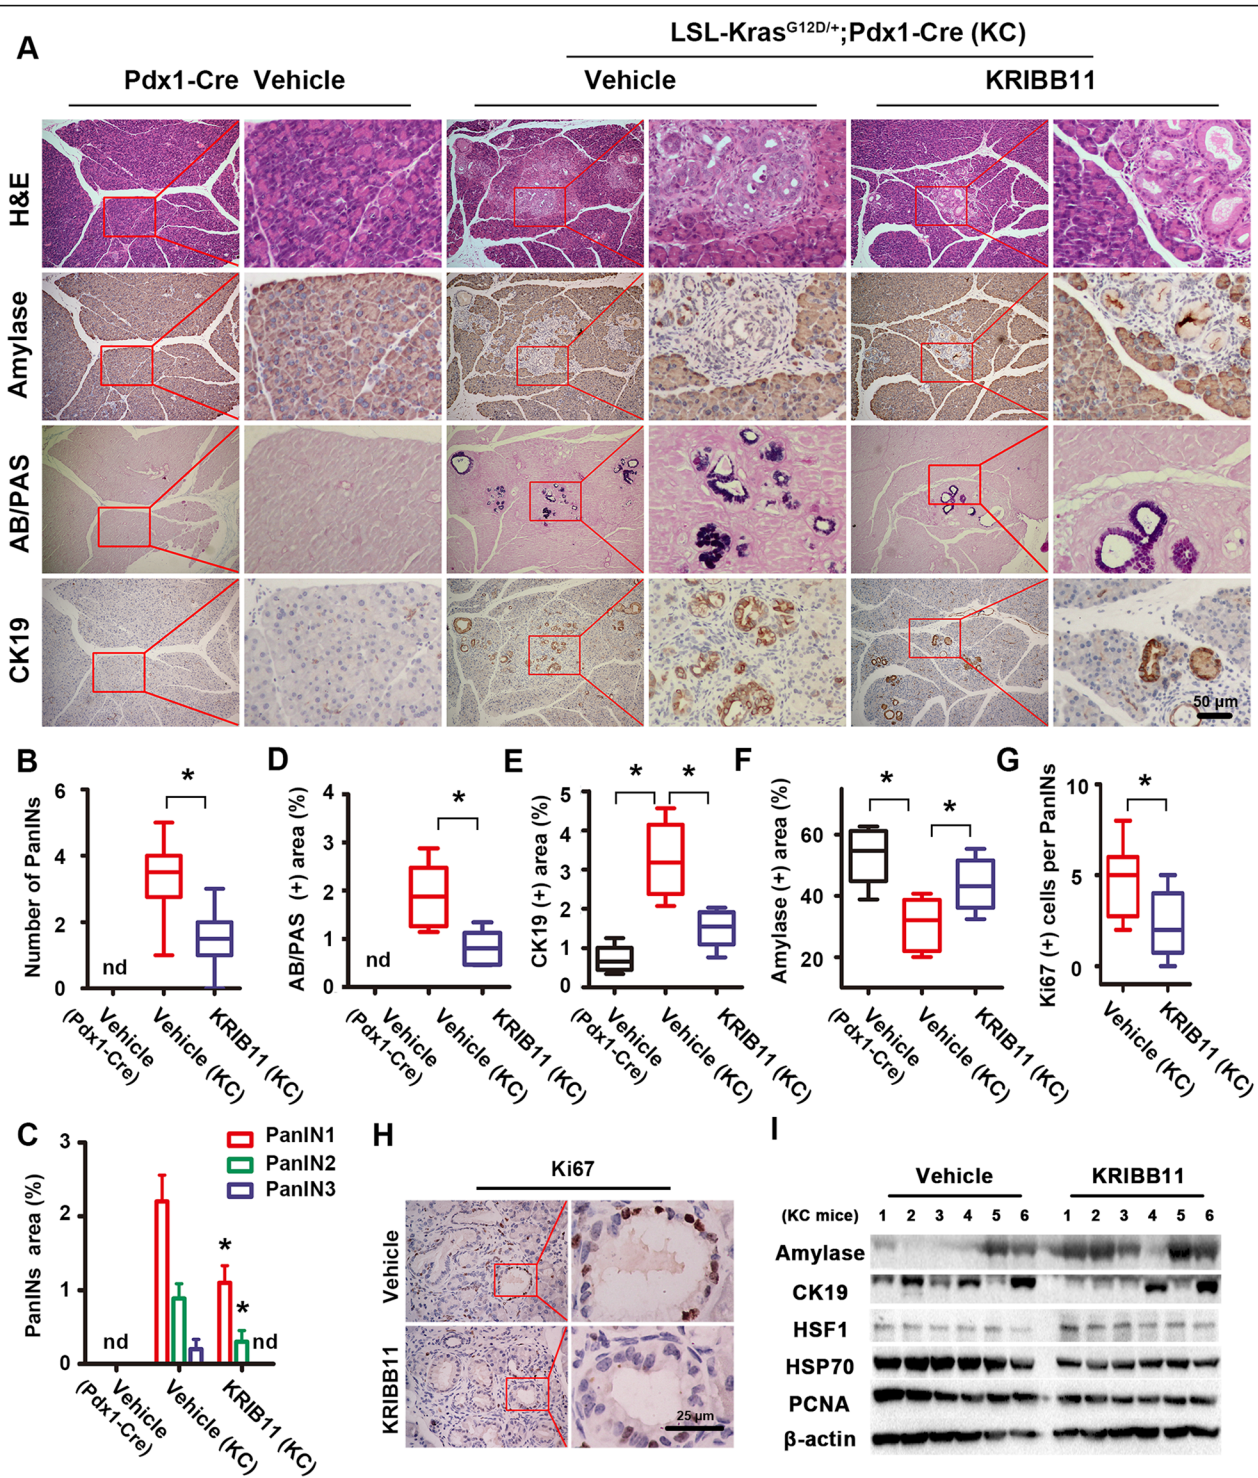 A
LSL-KrasG12D/+;Pdx1-Cre (KC)
Pdx1-Cre Vehicle
Vehicle
KRIBB11
H&E
Amylase
AB/PAS
CK19
50 μm
B
Number of PanINs
6
4
2
0
nd
*
Vehicle
(Pdx1-Cre)
Vehicle (KC)
KRIB11 (KC)
D
AB/PAS (+) area (%)
4
3
2
1
0
nd
*
Vehicle
(Pdx1-Cre)
Vehicle (KC)
KRIB11 (KC)
E
CK19 (+) area (%)
5
4
3
2
1
0
*
*
Vehicle
(Pdx1-Cre)
Vehicle (KC)
KRIB11 (KC)
F
Amylase (+) area (%)
60
40
20
*
*
Vehicle
(Pdx1-Cre)
Vehicle (KC)
KRIB11 (KC)
G
Ki67 (+) cells per PanINs
10
5
0
*
Vehicle (KC)
KRIB11 (KC)
C
PanINs area (%)
3
2
1
0
PanIN1
PanIN2
PanIN3
nd
*
*
nd
Vehicle
(Pdx1-Cre)
Vehicle (KC)
KRIB11 (KC)
H
Ki67
Vehicle
KRIBB11
25 μm
I
Vehicle
KRIBB11
(KC mice) 1 2 3 4 5 6 1 2 3 4 5 6
Amylase
CK19
HSF1
HSP70
PCNA
β-actin